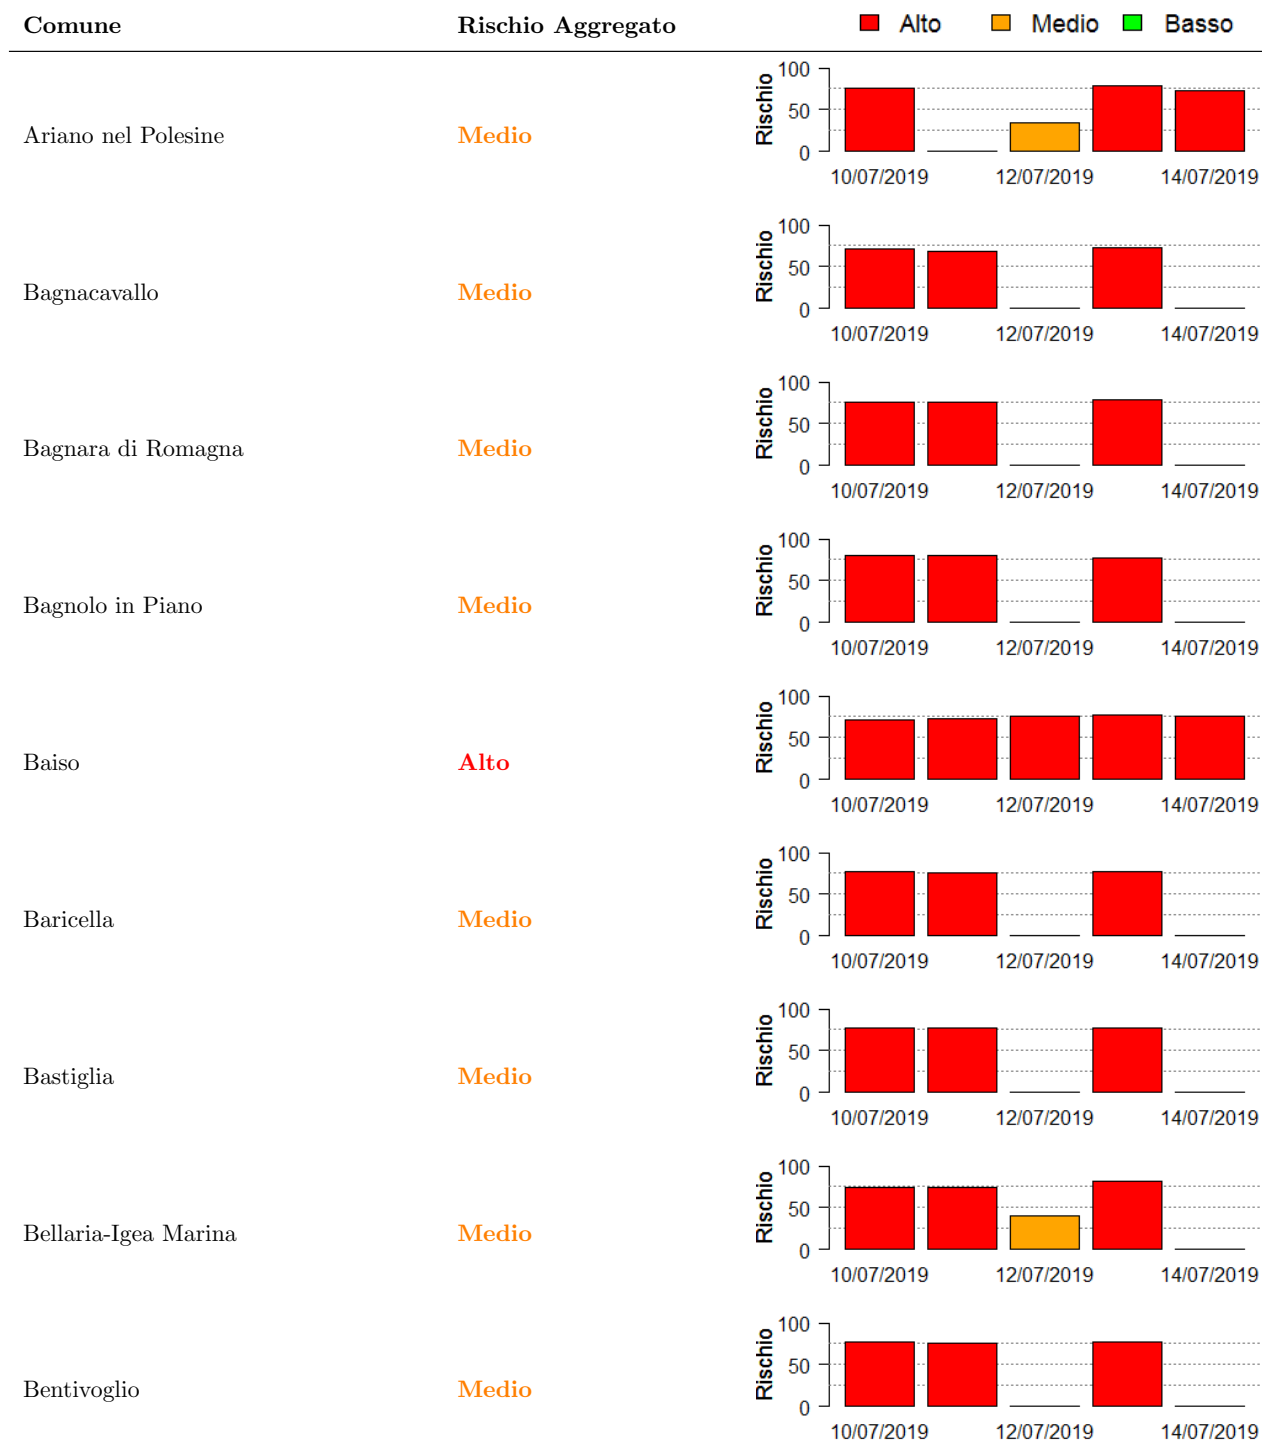 Comune Rischio Aggregato Alto Medio Basso
Ariano nel Polesine Medio Rischio 100 50 0
10/07/2019 12/07/2019 14/07/2019
Bagnacavallo Medio Rischio 100 50 0
10/07/2019 12/07/2019 14/07/2019
Bagnara di Romagna Medio Rischio 100 50 0
10/07/2019 12/07/2019 14/07/2019
Bagnolo in Piano Medio Rischio 100 50 0
10/07/2019 12/07/2019 14/07/2019
Baiso Alto Rischio 100 50 0
10/07/2019 12/07/2019 14/07/2019
Baricella Medio Rischio 100 50 0
10/07/2019 12/07/2019 14/07/2019
Bastiglia Medio Rischio 100 50 0
10/07/2019 12/07/2019 14/07/2019
Bellaria-Igea Marina Medio Rischio 100 50 0
10/07/2019 12/07/2019 14/07/2019
Bentivoglio Medio Rischio 100 50 0
10/07/2019 12/07/2019 14/07/2019